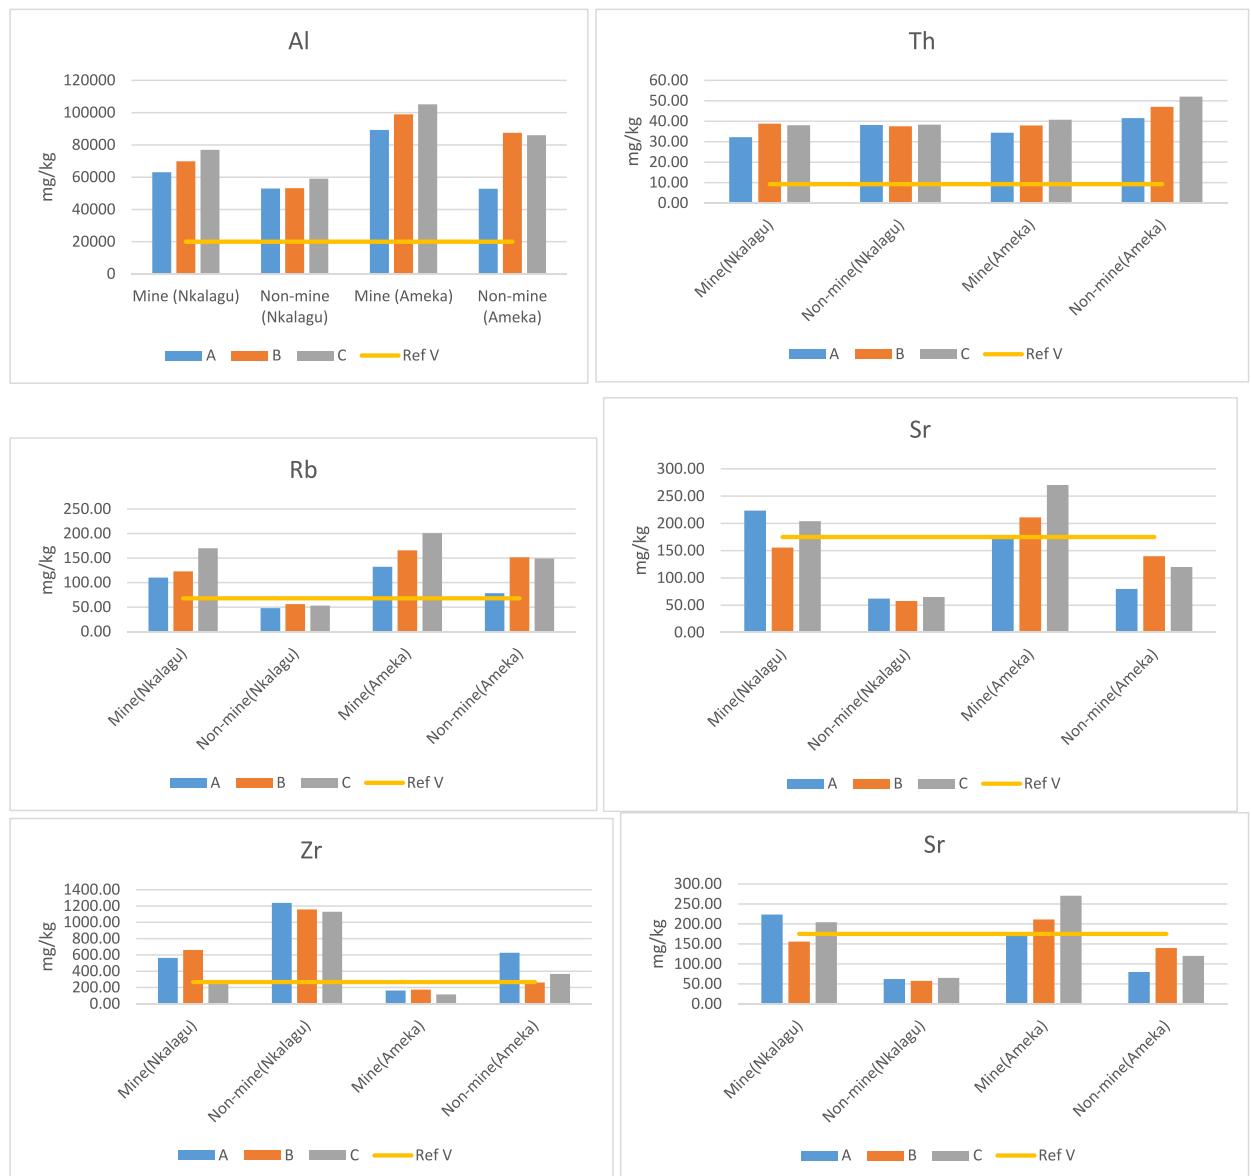 Al
120000
100000
80000
60000
40000
20000
0
mg/kg
Mine (Nkalagu)
Non-mine
(Nkalagu)
Mine (Ameka)
Non-mine
(Ameka)
A B C Ref V
Th
60.00
50.00
40.00
30.00
20.00
10.00
0.00
mg/kg
Mine(Nkalagu)
Non-mine(Nkalagu)
Mine(Ameka)
Non-mine(Ameka)
A B C Ref V
Rb
250.00
200.00
150.00
100.00
50.00
0.00
mg/kg
Mine(Nkalagu)
Non-mine(Nkalagu)
Mine(Ameka)
Non-mine(Ameka)
A B C Ref V
Sr
300.00
250.00
200.00
150.00
100.00
50.00
0.00
mg/kg
Mine(Nkalagu)
Non-mine(Nkalagu)
Mine(Ameka)
Non-mine(Ameka)
A B C Ref V
Zr
1400.00
1200.00
1000.00
800.00
600.00
400.00
200.00
0.00
mg/kg
Mine(Nkalagu)
Non-mine(Nkalagu)
Mine(Ameka)
Non-mine(Ameka)
A B C Ref V
Sr
300.00
250.00
200.00
150.00
100.00
50.00
0.00
mg/kg
Mine(Nkalagu)
Non-mine(Nkalagu)
Mine(Ameka)
Non-mine(Ameka)
A B C Ref V